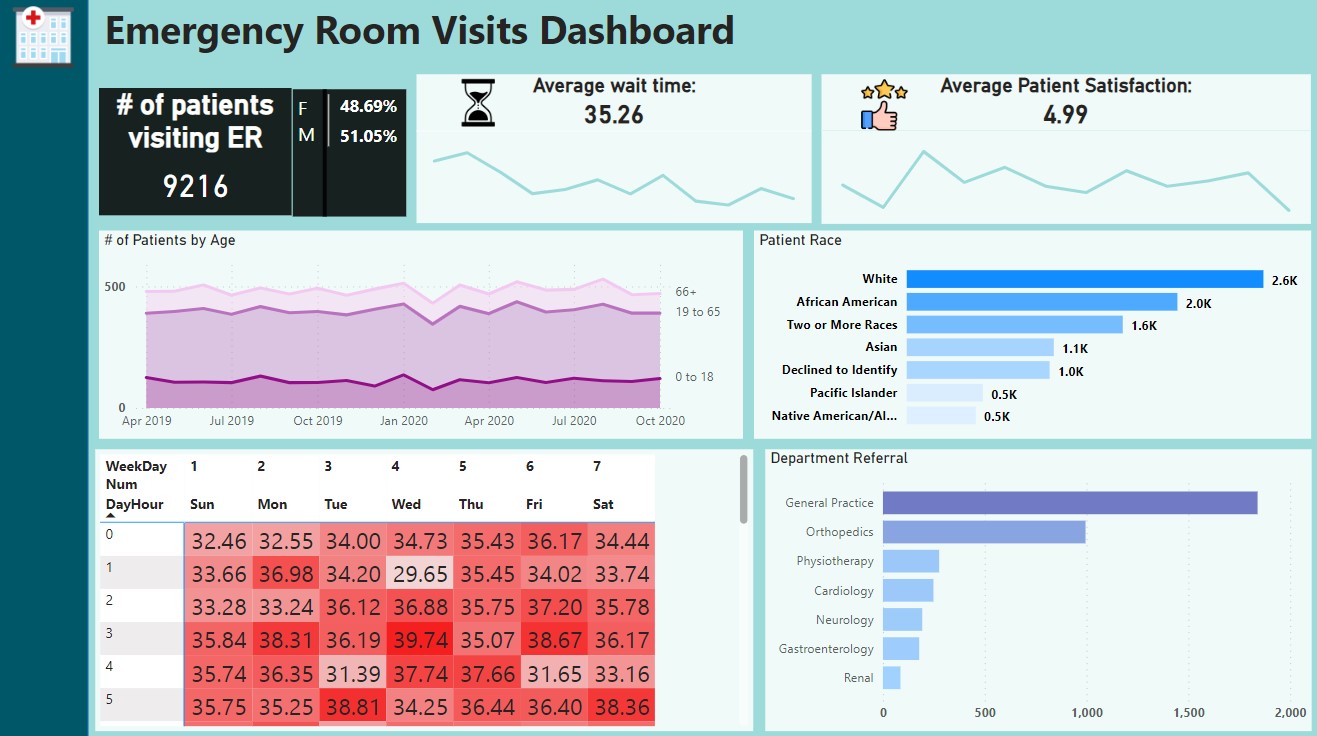 Emergency Room Visits Dashboard
# of patients
visiting ER
9216
F 48.69%
M 51.05%
Average wait time:
35.26
Average Patient Satisfaction:
4.99
# of Patients by Age
500
0
66+
19 to 65
0 to 18
Apr 2019 Jul 2019 Oct 2019 Jan 2020 Apr 2020 Jul 2020 Oct 2020
Patient Race
White 2.6K
African American 2.0K
Two or More Races 1.6K
Asian 1.1K
Declined to Identify 1.0K
Pacific Islander 0.5K
Native American/Al... 0.5K
WeekDay 1 2 3 4 5 6 7
Num
DayHour Sun Mon Tue Wed Thu Fri Sat
0 32.46 32.55 34.00 34.73 35.43 36.17 34.44
1 33.66 36.98 34.20 29.65 35.45 34.02 33.74
2 33.28 33.24 36.12 36.88 35.75 37.20 35.78
3 35.84 38.31 36.19 39.74 35.07 38.67 36.17
4 35.74 36.35 31.39 37.74 37.66 31.65 33.16
5 35.75 35.25 38.81 34.25 36.44 36.40 38.36
Department Referral
General Practice
Orthopedics
Physiotherapy
Cardiology
Neurology
Gastroenterology
Renal
0 500 1,000 1,500 2,000